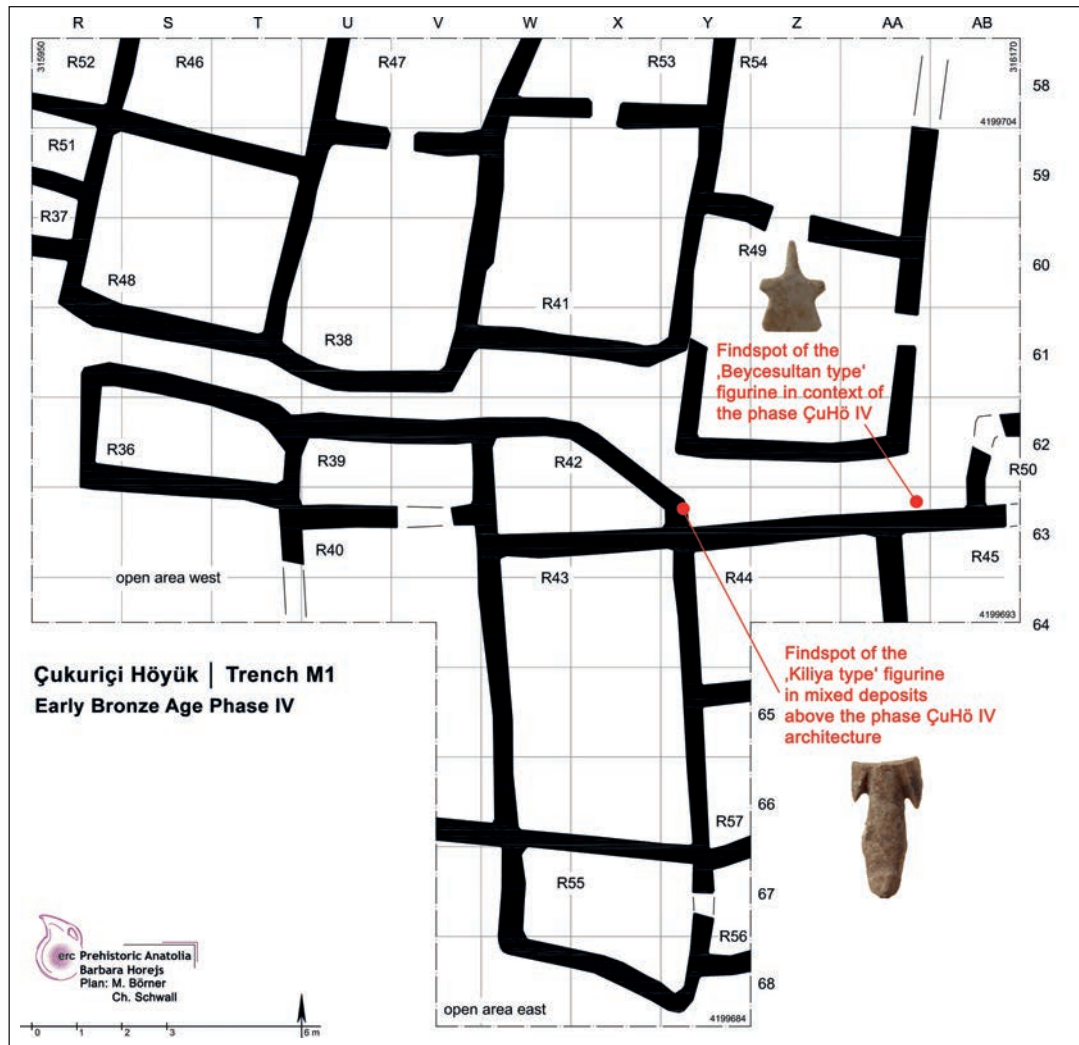 R S T U V W X Y Z AA AB
315950
316170
R52 R46 R47 R53 R54
58
4199704
R51
59
R37
R49
60
R48
R41
R38
61
Findspot of the
‚Beycesultan type‘
figurine in context of
the phase ÇuHö IV
62
R36 R39 R42 R50
63
R40
R45
open area west
R43 R44
4199693
64
Findspot of the
‚Kiliya type‘ figurine
in mixed deposits
above the phase ÇuHö IV
architecture
Çukuriçi Höyük | Trench M1
Early Bronze Age Phase IV
65
66
R57
R55
67
R56
68
erc Prehistoric Anatolia
Barbara Horejs
Plan: M. Börner
Ch. Schwall
open area east
4199684
0 1 2 3 6 m